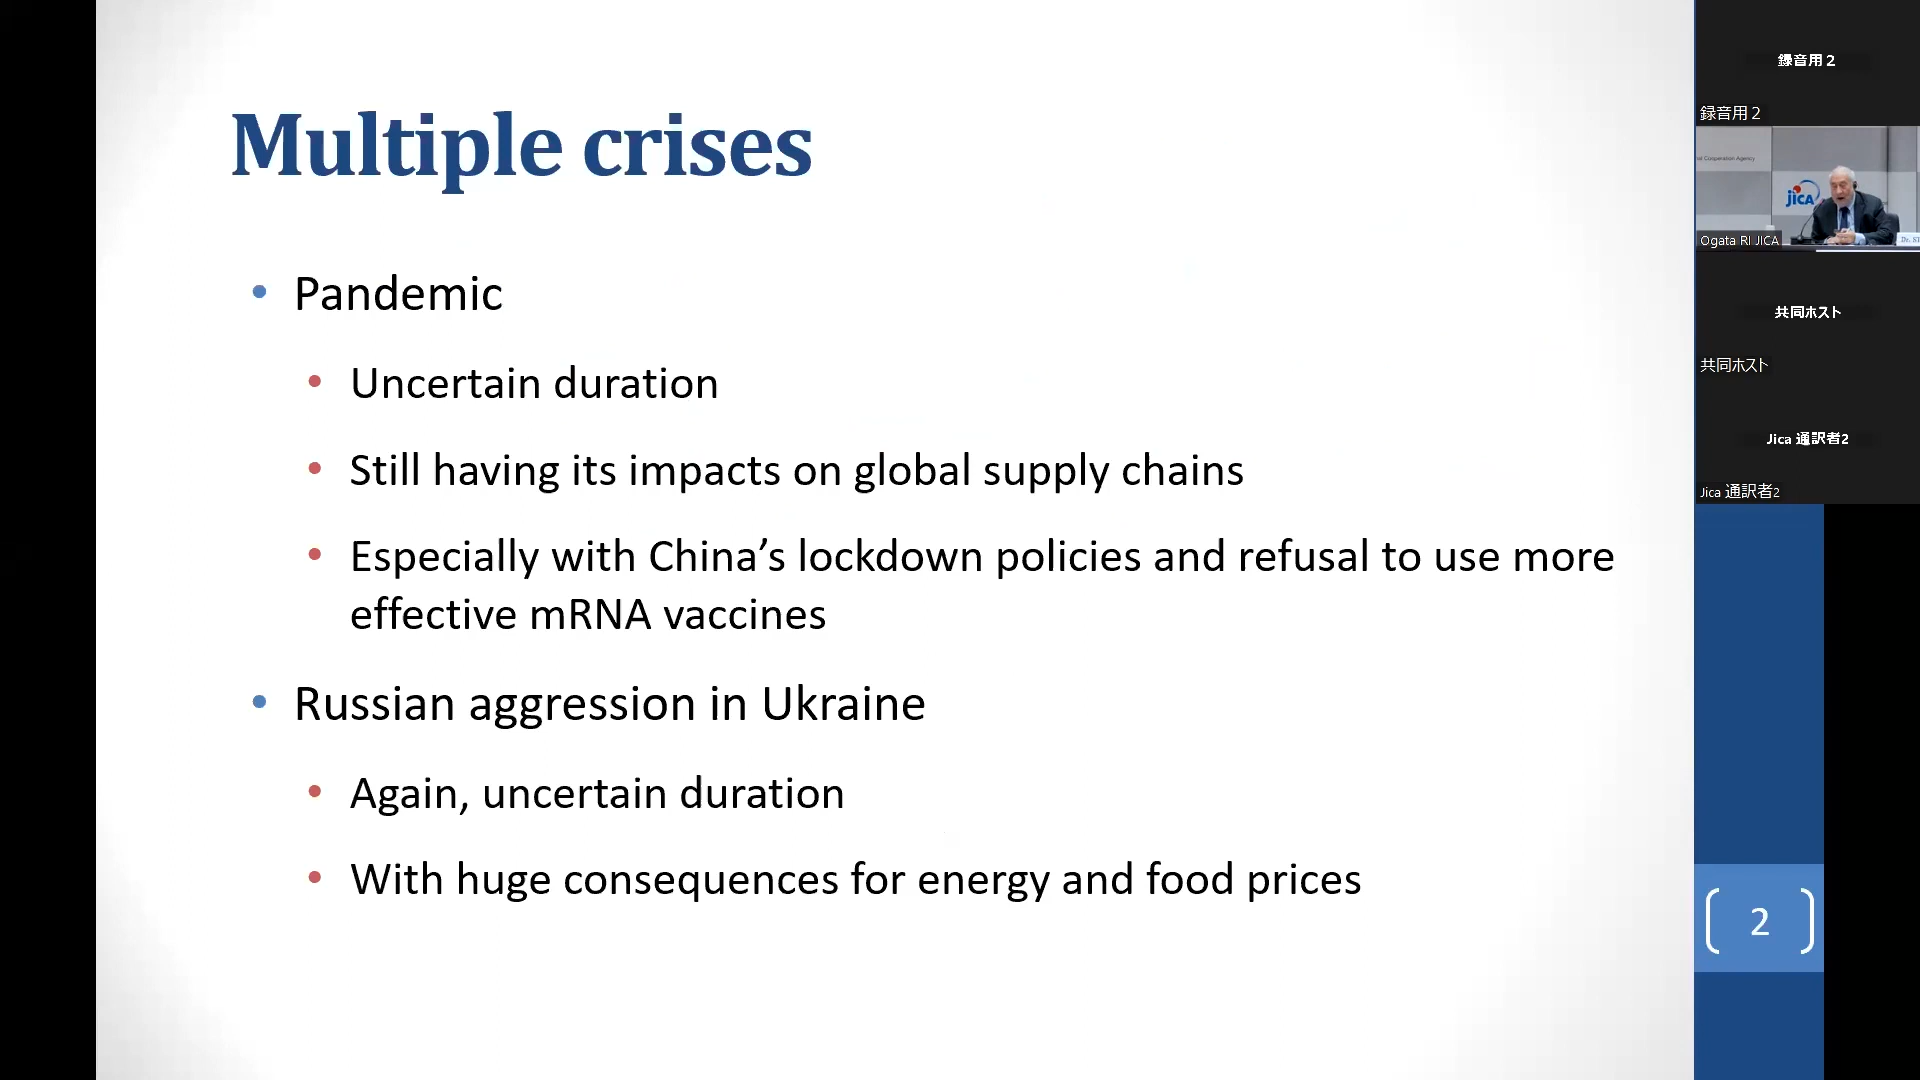 Multiple crises
• Pandemic
• Uncertain duration
• Still having its impacts on global supply chains
• Especially with China’s lockdown policies and refusal to use more
effective mRNA vaccines
• Russian aggression in Ukraine
• Again, uncertain duration
• With huge consequences for energy and food prices
2
録音用２
録音用２
Cooperation Agency
jICA
Dr.
Ogata RI JICA
共同ホスト
共同ホスト
Jica 通訳者2
Jica 通訳者2